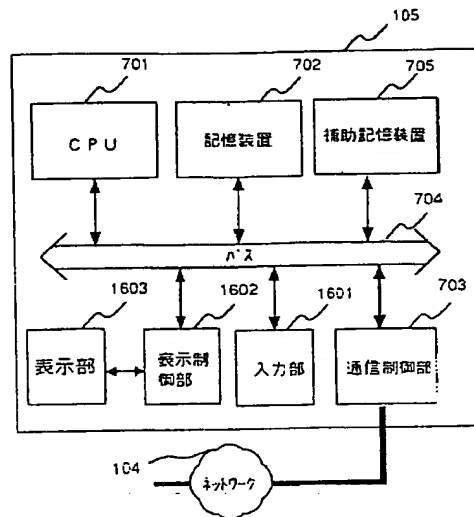 105
701
702
705
CPU
記憶装置
補助記憶装置
704
バス
1603
1602
1601
703
表示部
表示制
御部
入力部
通信制御部
104
ネットワーク